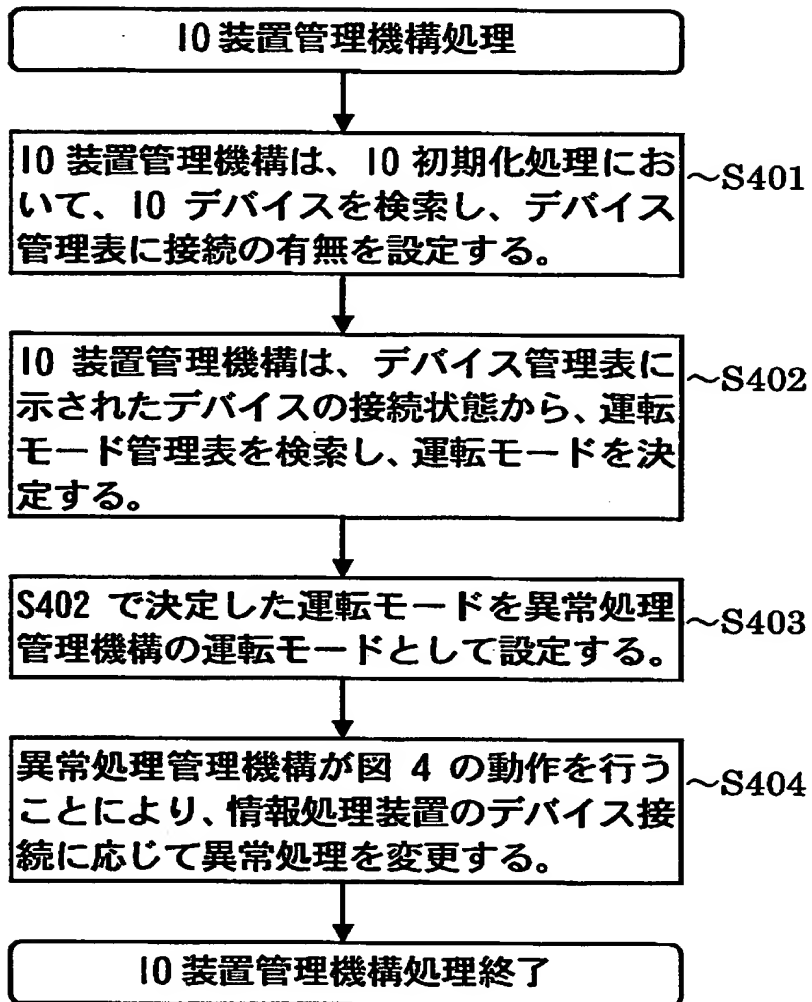 IO 装置管理機構処理
IO 装置管理機構は、IO 初期化処理にお
いて、IO デバイスを検索し、デバイス
管理表に接続の有無を設定する。
~S401
IO 装置管理機構は、デバイス管理表に
示されたデバイスの接続状態から、運転
モード管理表を検索し、運転モードを決
定する。
~S402
S402 で決定した運転モードを異常処理
管理機構の運転モードとして設定する。
~S403
異常処理管理機構が図 4 の動作を行う
ことにより、情報処理装置のデバイス接
続に応じて異常処理を変更する。
~S404
IO 装置管理機構処理終了